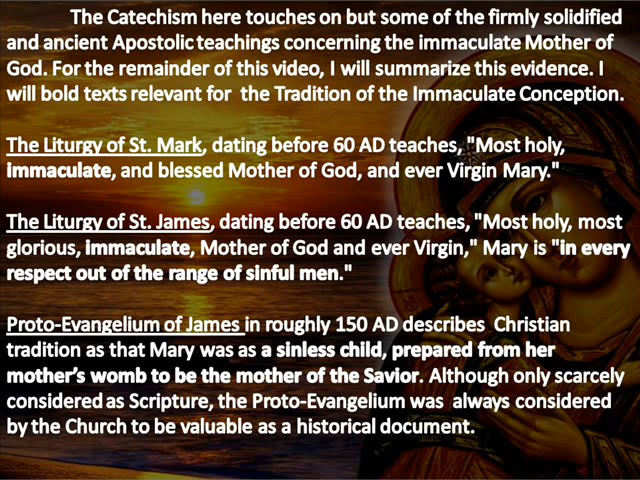 The Catechism here touches on but some of the firmly solidified
and ancient Apostolic teachings concerning the immaculate Mother of
God. For the remainder of this video, I will summarize this evidence. I
will bold texts relevant for the Tradition of the Immaculate Conception.
The Liturgy of St. Mark, dating before 60 AD teaches, "Most holy,
immaculate, and blessed Mother of God, and ever Virgin Mary."
The Liturgy of St. James, dating before 60 AD teaches, "Most holy, most
glorious, immaculate, Mother of God and ever Virgin," Mary is "in every
respect out of the range of sinful men."
Proto-Evangelium of James in roughly 150 AD describes Christian
tradition as that Mary was as a sinless child, prepared from her
mother's womb to be the mother of the Savior. Although only scarcely
considered as Scripture, the Proto-Evangelium was always considered
by the Church to be valuable as a historical document.